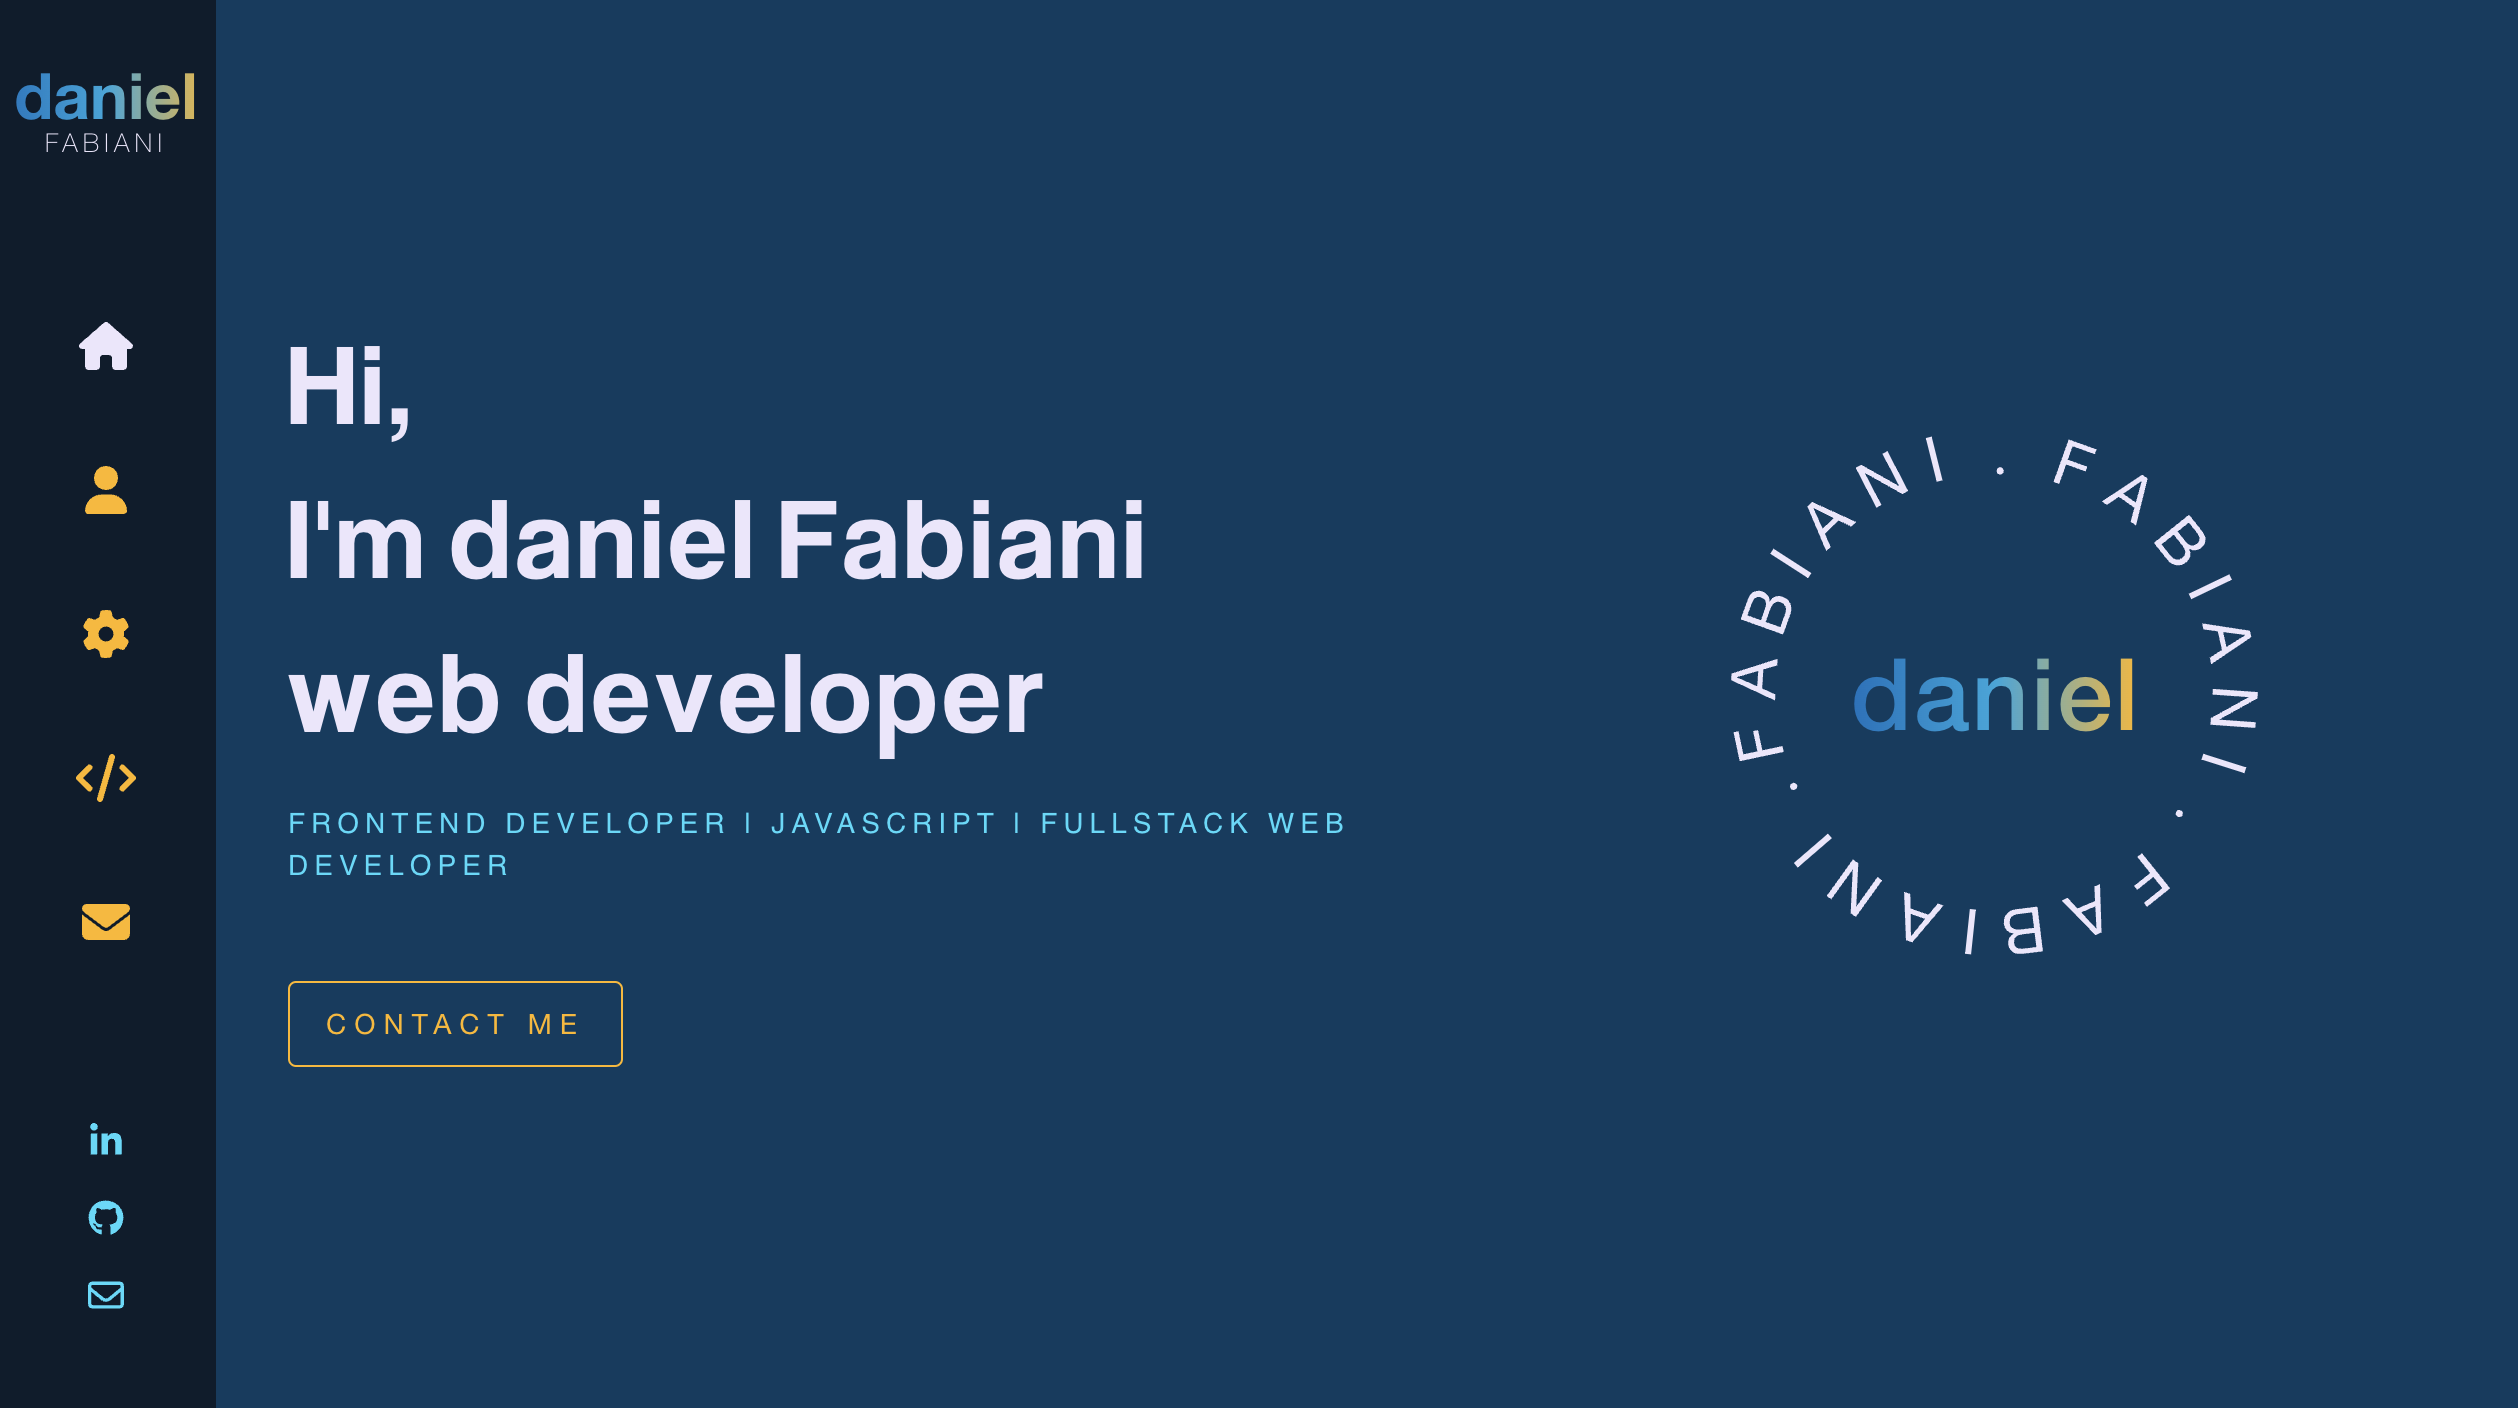 daniel
FABIANI
Hi,
I'm daniel Fabiani
web developer
FRONTEND DEVELOPER | JAVASCRIPT | FULLSTACK WEB
DEVELOPER
CONTACT ME
in
FABIANI . FABIANI . FABIANI .
daniel